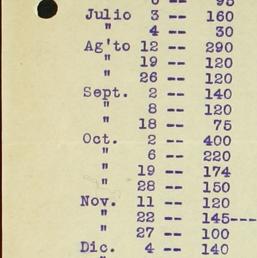 6 -- 95
Julio 3 -- 160
" 4 -- 30
Ag'to 12 -- 290
" 19 -- 120
" 26 -- 120
Sept. 2 -- 140
" 8 -- 120
" 18 -- 75
Oct. 2 -- 400
" 6 -- 220
" 19 -- 174
" 28 -- 150
Nov. 11 -- 120
" 22 -- 145---
" 27 -- 100
Dic. 4 -- 140